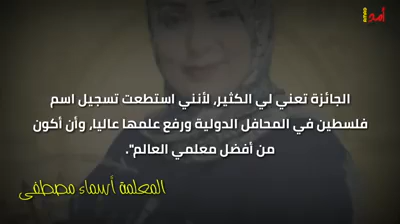 أمد
الجائزة تعني لي الكثير، لأنني استطعت تسجيل اسم
فلسطين في المحافل الدولية ورفع علمها عاليا، وأن أكون
من أفضل معلمي العالم".
المعلمة أسماء مصطفى